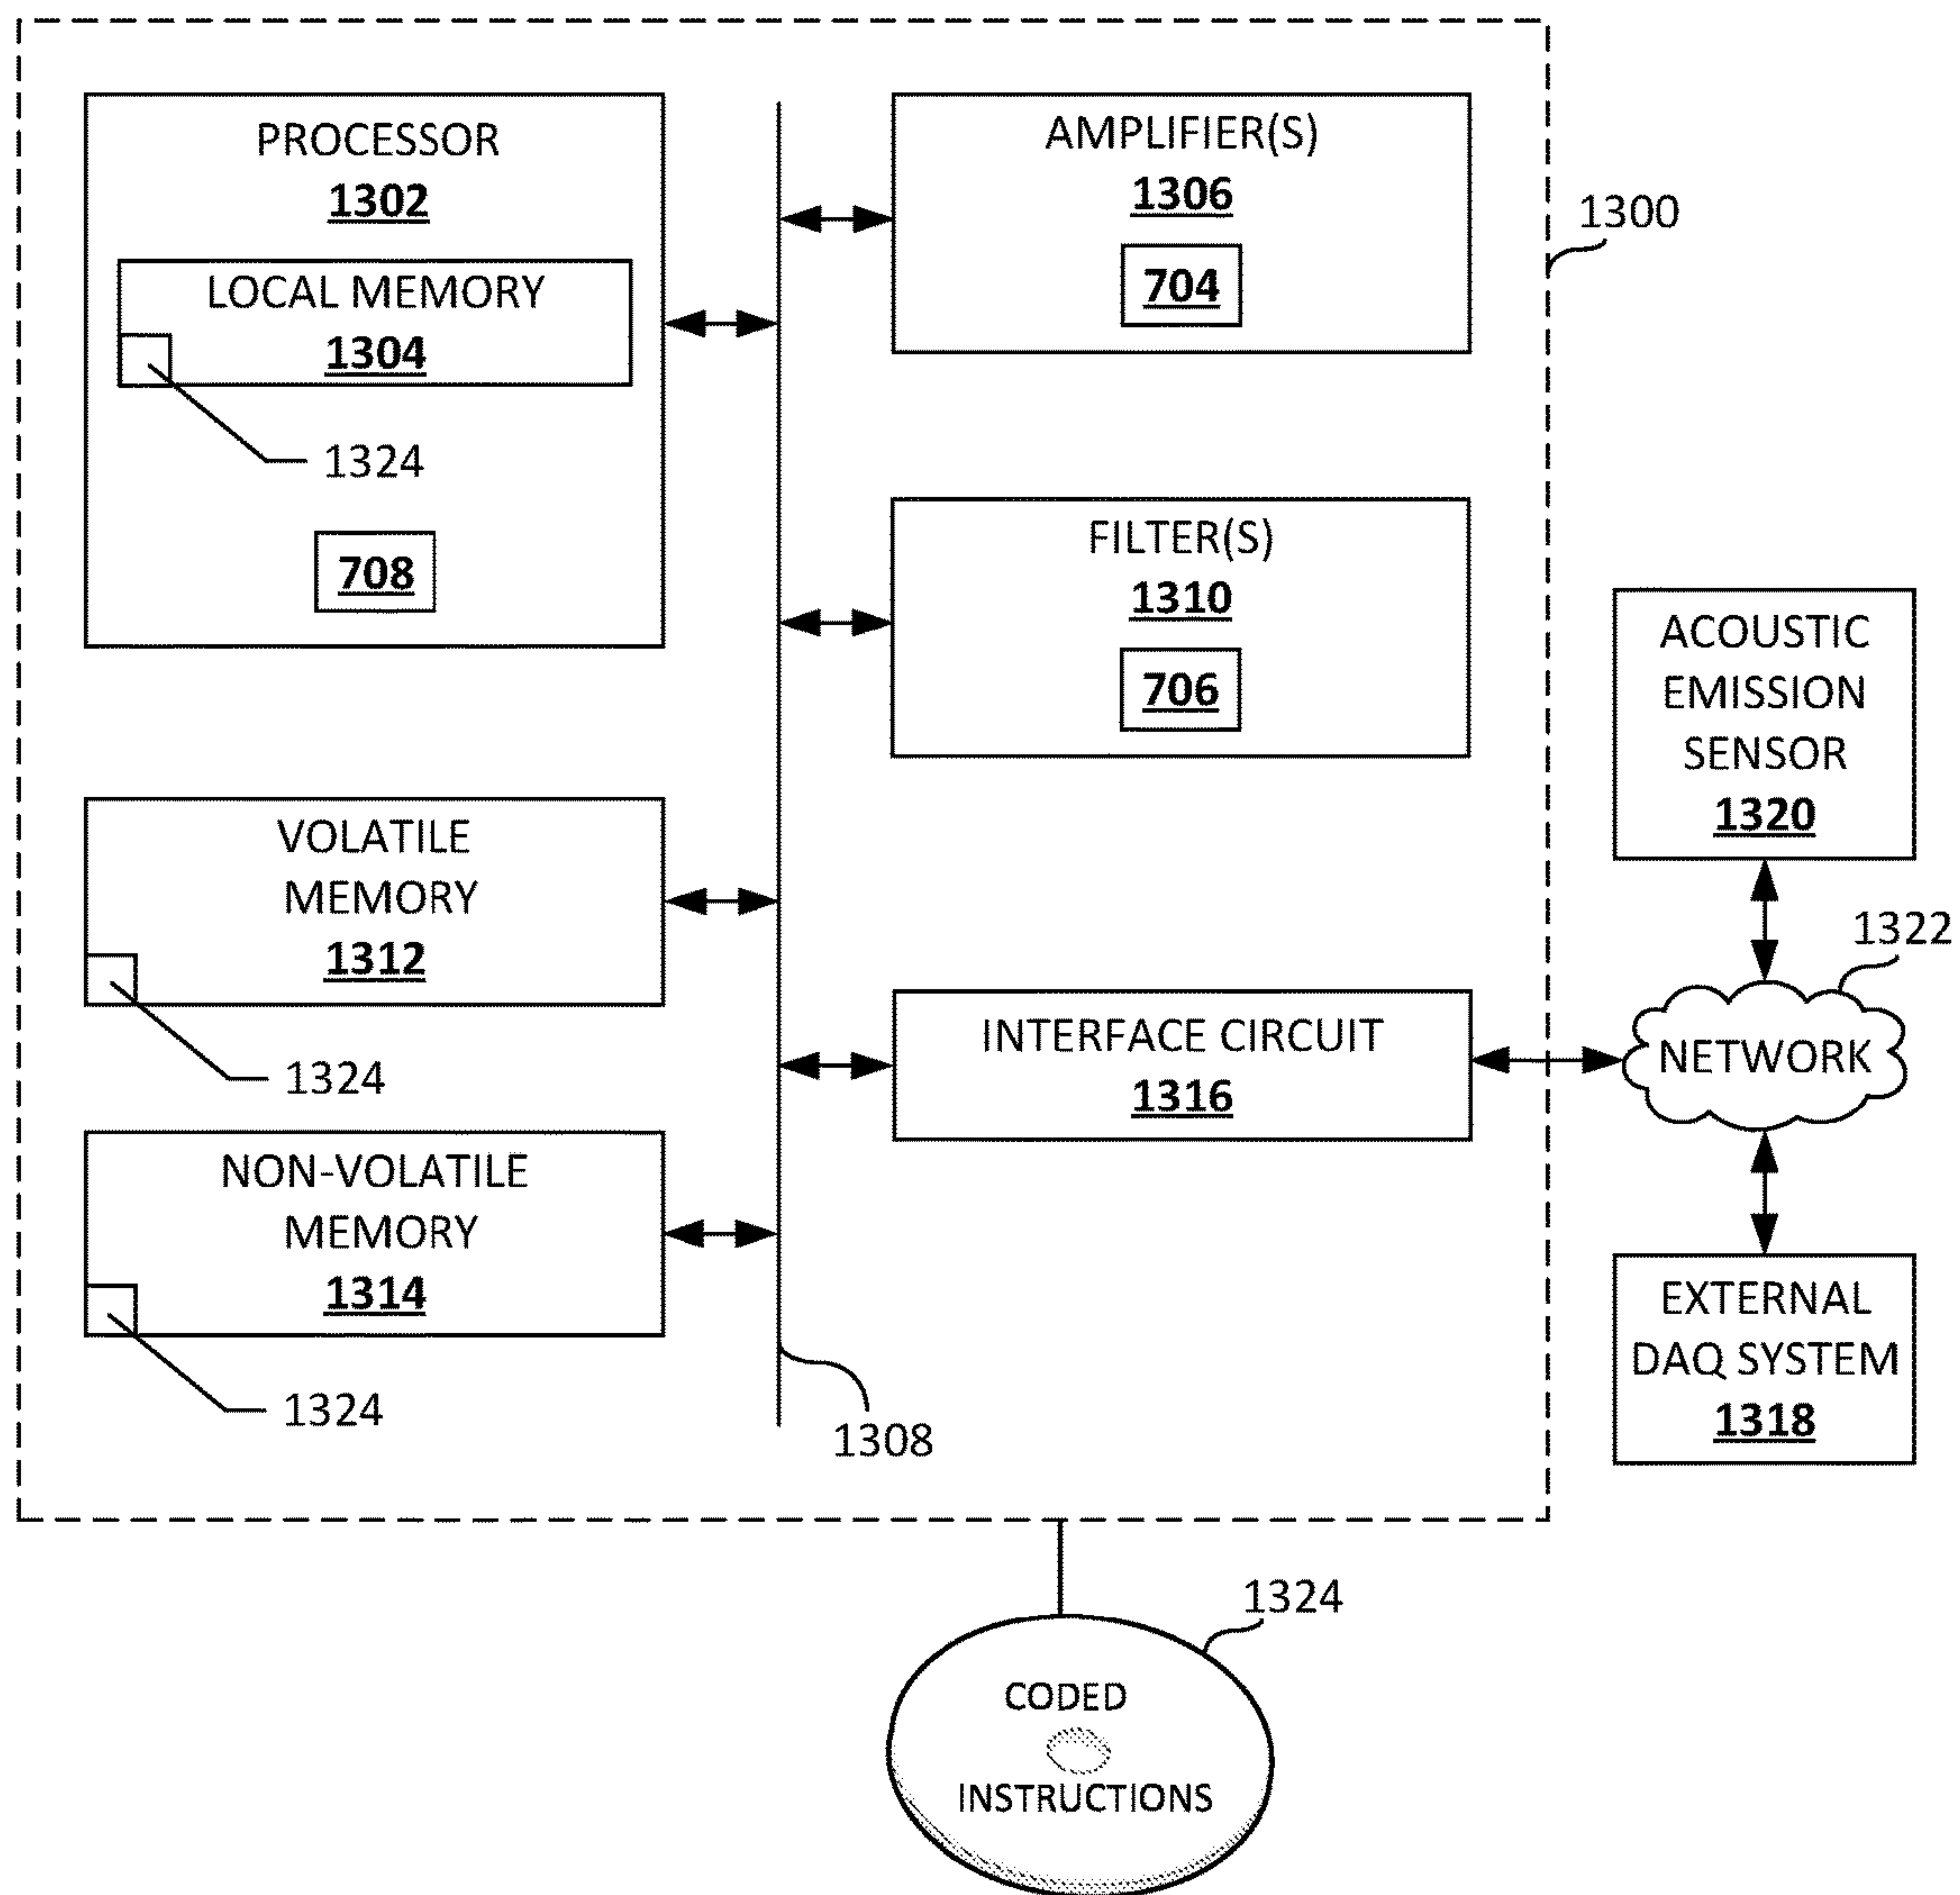 PROCESSOR
1302
LOCAL MEMORY
1304
1324
708
AMPLIFIER(S)
1306
704
1300
FILTER(S)
1310
706
ACOUSTIC
EMISSION
SENSOR
1320
VOLATILE
MEMORY
1312
1324
INTERFACE CIRCUIT
1316
1322
NETWORK
NON-VOLATILE
MEMORY
1314
1324
1308
EXTERNAL
DAQ SYSTEM
1318
1324
CODED
INSTRUCTIONS